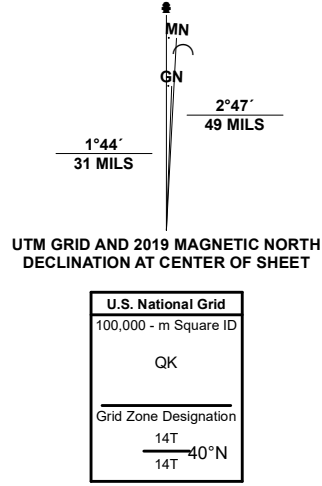 MN
GN
2°47´
49 MILS
1°44´
31 MILS
UTM GRID AND 2019 MAGNETIC NORTH
DECLINATION AT CENTER OF SHEET
U.S. National Grid
100,000 - m Square ID
QK
Grid Zone Designation
14T
40°N
14T